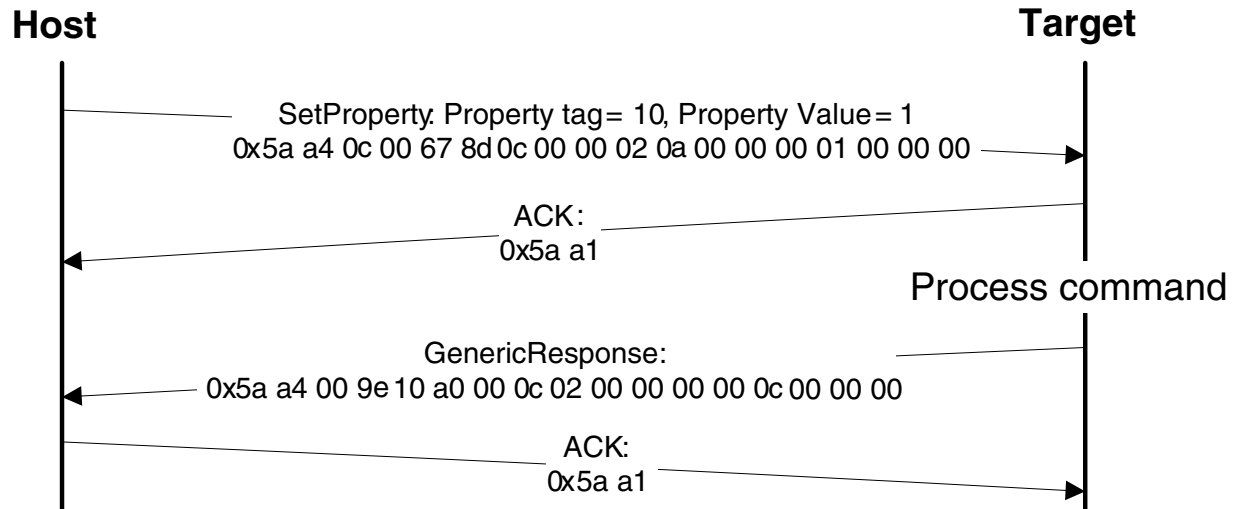 Host
Target
SetProperty: Property tag = 10, Property Value = 1
0x5a a4 0c 00 67 8d 0c 00 00 02 0a 00 00 00 01 00 00 00
ACK:
0x5a a1
Process command
GenericResponse:
0x5a a4 00 9e 10 a0 00 0c 02 00 00 00 00 0c 00 00 00
ACK:
0x5a a1